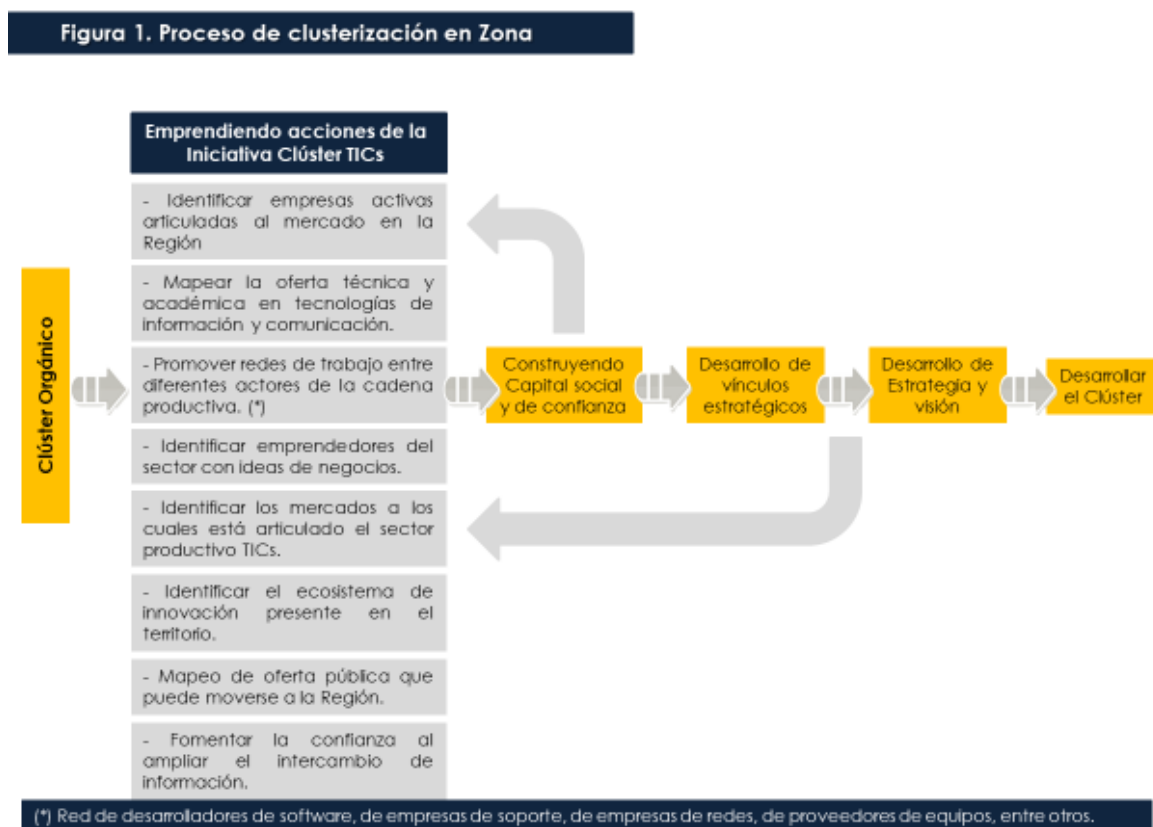 Figura 1. Proceso de clusterización en Zona
Emprendiendo acciones de la
Iniciativa Clúster TICs
- Identificar empresas activas
articuladas al mercado en la
Región
- Mapear la oferta técnica y
académica en tecnologías de
información y comunicación.
- Promover redes de trabajo entre
diferentes actores de la cadena
productiva. (*)
- Identificar emprendedores del
sector con ideas de negocios.
- Identificar los mercados a los
cuales está articulado el sector
productivo TICs.
- Identificar el ecosistema de
innovación presente en el
territorio.
- Mapeo de oferta pública que
puede moverse a la Región.
- Fomentar la confianza al
ampliar el intercambio de
información.
Clúster Orgánico
Construyendo
Capital social
y de confianza
Desarrollo de
vínculos
estratégicos
Desarrollo de
Estrategia y
visión
Desarrollar
el Clúster
(*) Red de desarrolladores de software, de empresas de soporte, de empresas de redes, de proveedores de equipos, entre otros.